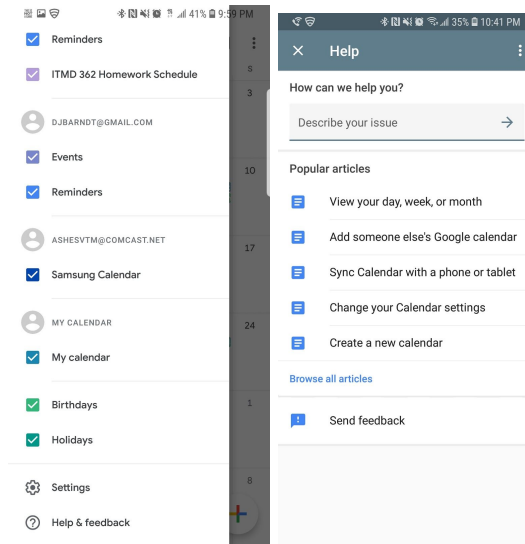 41% 9:59 PM
Reminders
ITMD 362 Homework Schedule
DJBARNDT@GMAIL.COM
Events
Reminders
ASHESVTM@COMCAST.NET
Samsung Calendar
MY CALENDAR
My calendar
Birthdays
Holidays
Settings
Help & feedback
S
3
10
17
24
1
8
35% 10:41 PM
Help
How can we help you?
Describe your issue
Popular articles
View your day, week, or month
Add someone else's Google calendar
Sync Calendar with a phone or tablet
Change your Calendar settings
Create a new calendar
Browse all articles
Send feedback